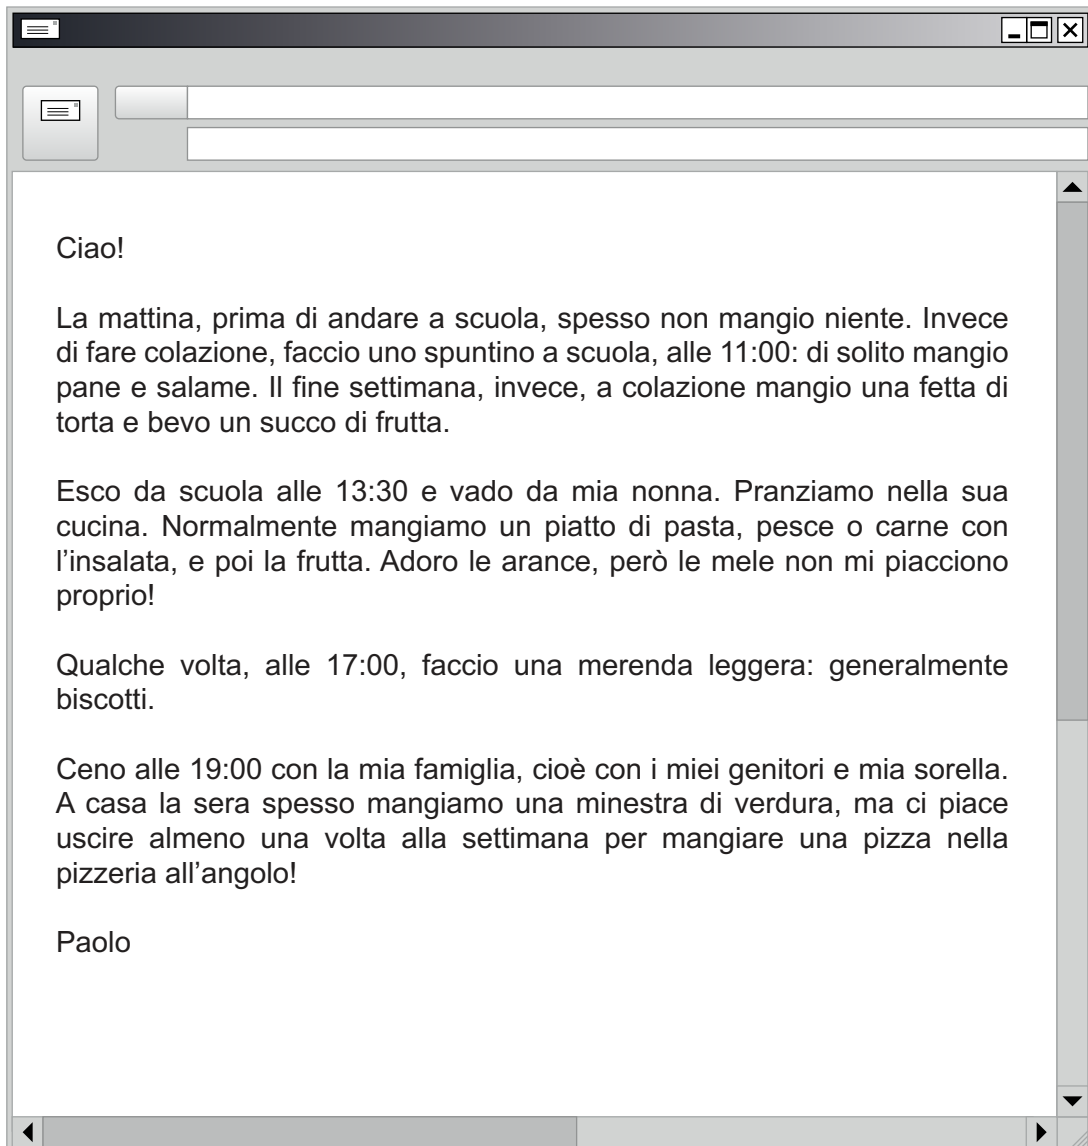 Ciao!
La mattina, prima di andare a scuola, spesso non mangio niente. Invece
di fare colazione, faccio uno spuntino a scuola, alle 11:00: di solito mangio
pane e salame. Il fine settimana, invece, a colazione mangio una fetta di
torta e bevo un succo di frutta.
Esco da scuola alle 13:30 e vado da mia nonna. Pranziamo nella sua
cucina. Normalmente mangiamo un piatto di pasta, pesce o carne con
l’insalata, e poi la frutta. Adoro le arance, però le mele non mi piacciono
proprio!
Qualche volta, alle 17:00, faccio una merenda leggera: generalmente
biscotti.
Ceno alle 19:00 con la mia famiglia, cioè con i miei genitori e mia sorella.
A casa la sera spesso mangiamo una minestra di verdura, ma ci piace
uscire almeno una volta alla settimana per mangiare una pizza nella
pizzeria all’angolo!
Paolo